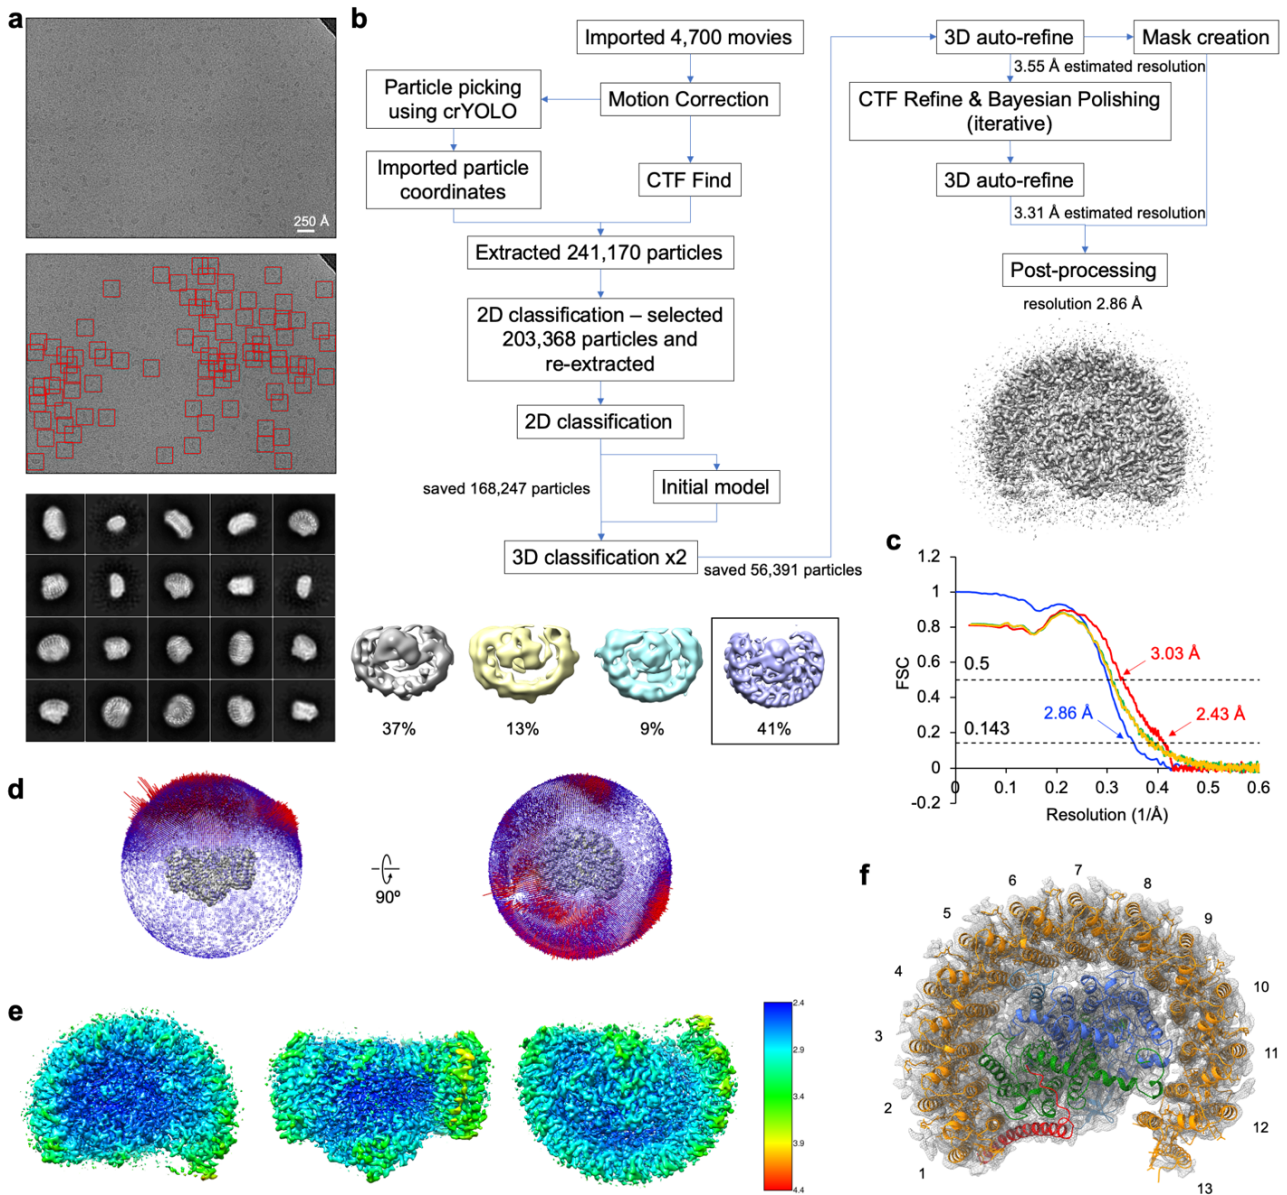 a
250 Å
b
Imported 4,700 movies
Particle picking
using crYOLO
Motion Correction
Imported particle
coordinates
CTF Find
Extracted 241,170 particles
2D classification – selected
203,368 particles and
re-extracted
2D classification
saved 168,247 particles
Initial model
3D classification x2
saved 56,391 particles
37%
13%
9%
41%
3D auto-refine
Mask creation
3.55 Å estimated resolution
CTF Refine & Bayesian Polishing
(iterative)
3D auto-refine
3.31 Å estimated resolution
Post-processing
resolution 2.86 Å
c
1.2
1
0.8
0.6
0.4
0.2
0
-0.2
FSC
0.5
0.143
3.03 Å
2.86 Å
2.43 Å
0
0.1
0.2
0.3
0.4
0.5
0.6
Resolution (1/Å)
d
90º
e
2.4
2.9
3.4
3.9
4.4
f
1
2
3
4
5
6
7
8
9
10
11
12
13